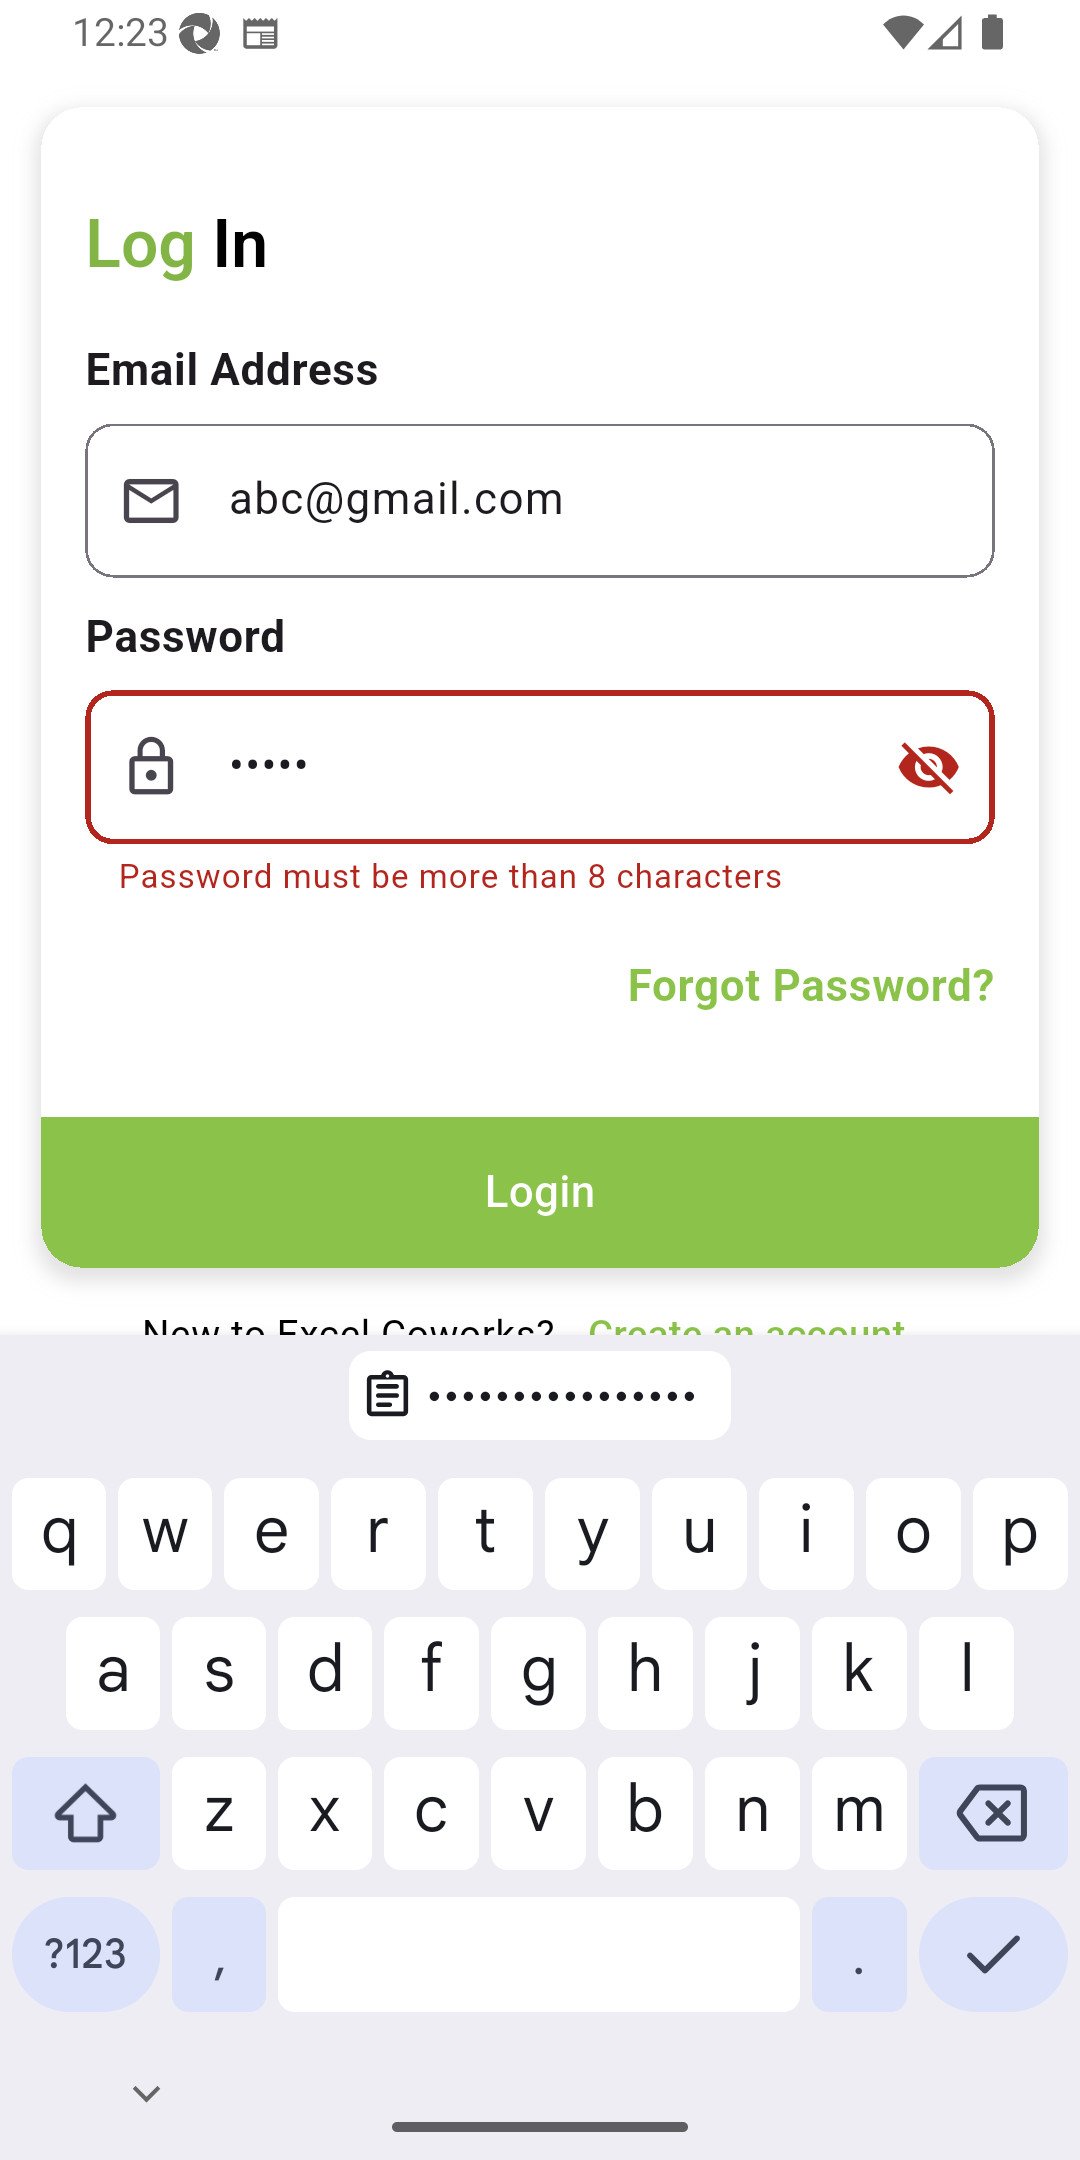 12:23
Log In
Email Address
abc@gmail.com
Password
•••••
Password must be more than 8 characters
Forgot Password?
Login
New to Excel Coworks? Create an account
••••••••••••••••
q w e r t y u i o p
a s d f g h j k l
z x c v b n m
?123 , .